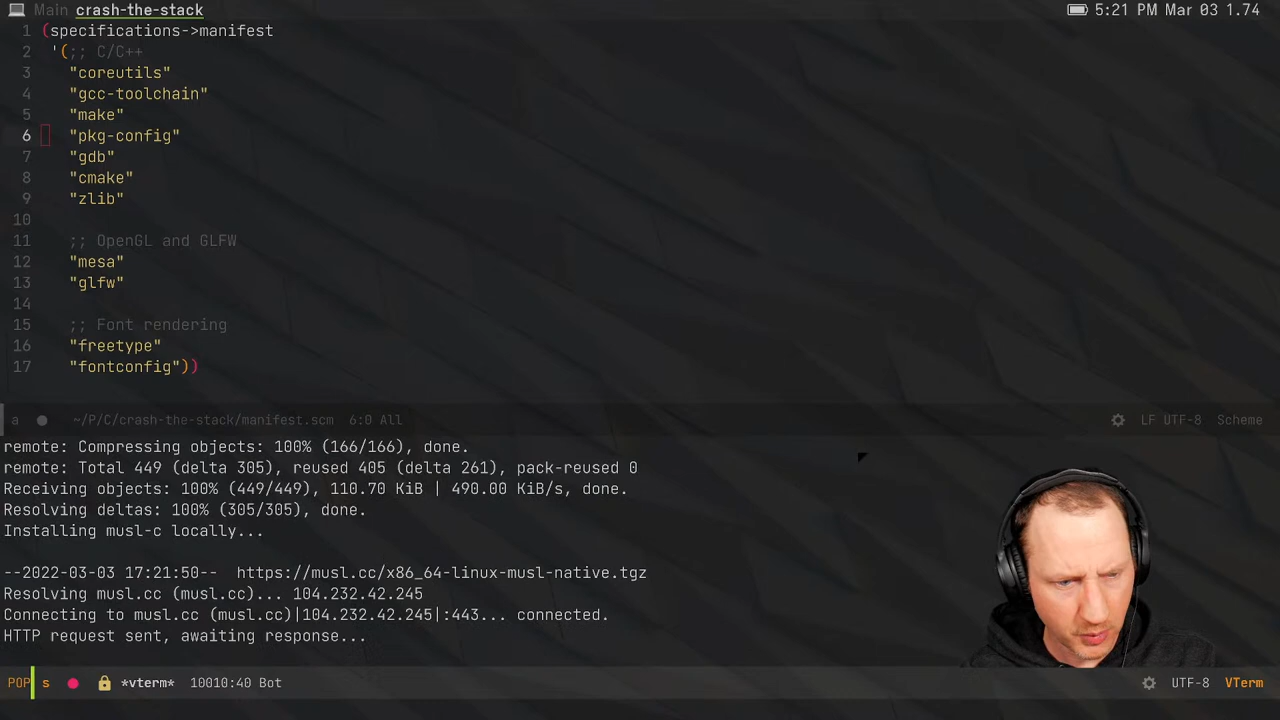 Main crash-the-stack
5:21 PM Mar 03 1.74
1 (specifications->manifest
2 '(;; C/C++
3 "coreutils"
4 "gcc-toolchain"
5 "make"
6 "pkg-config"
7 "gdb"
8 "cmake"
9 "zlib"
10
11 ;; OpenGL and GLFW
12 "mesa"
13 "glfw"
14
15 ;; Font rendering
16 "freetype"
17 "fontconfig"))
a ~/P/C/crash-the-stack/manifest.scm 6:0 All LF UTF-8 Scheme
remote: Compressing objects: 100% (166/166), done.
remote: Total 449 (delta 305), reused 405 (delta 261), pack-reused 0
Receiving objects: 100% (449/449), 110.70 KiB | 490.00 KiB/s, done.
Resolving deltas: 100% (305/305), done.
Installing musl-c locally...
--2022-03-03 17:21:50-- https://musl.cc/x86_64-linux-musl-native.tgz
Resolving musl.cc (musl.cc)... 104.232.42.245
Connecting to musl.cc (musl.cc)|104.232.42.245|:443... connected.
HTTP request sent, awaiting response...
POP s *vterm* 10010:40 Bot UTF-8 VTerm